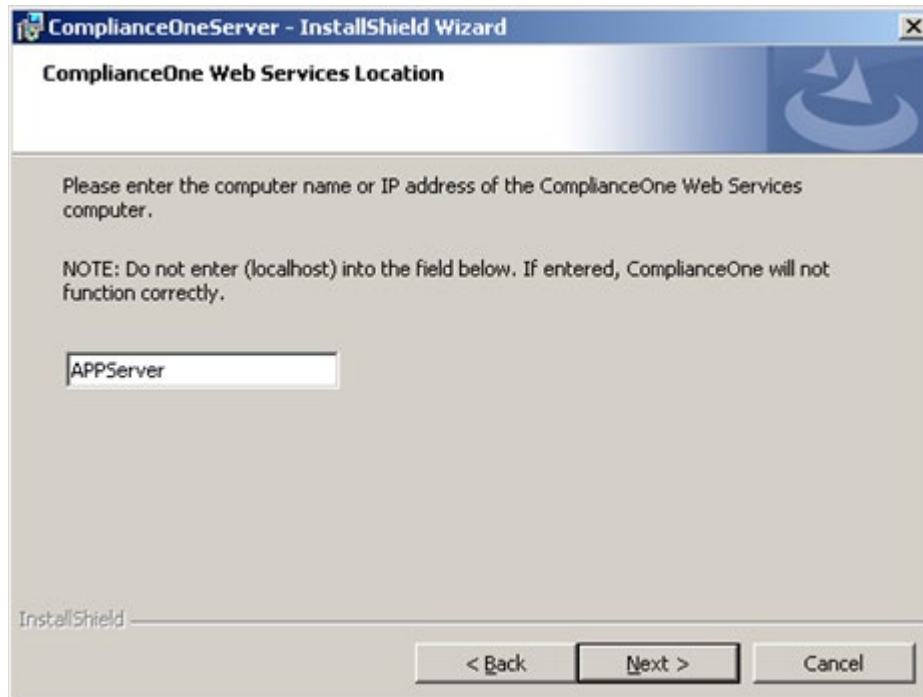 ComplianceOneServer - InstallShield Wizard
ComplianceOne Web Services Location
Please enter the computer name or IP address of the ComplianceOne Web Services
computer.
NOTE: Do not enter (localhost) into the field below. If entered, ComplianceOne will not
function correctly.
APPServer
InstallShield
< Back Next > Cancel